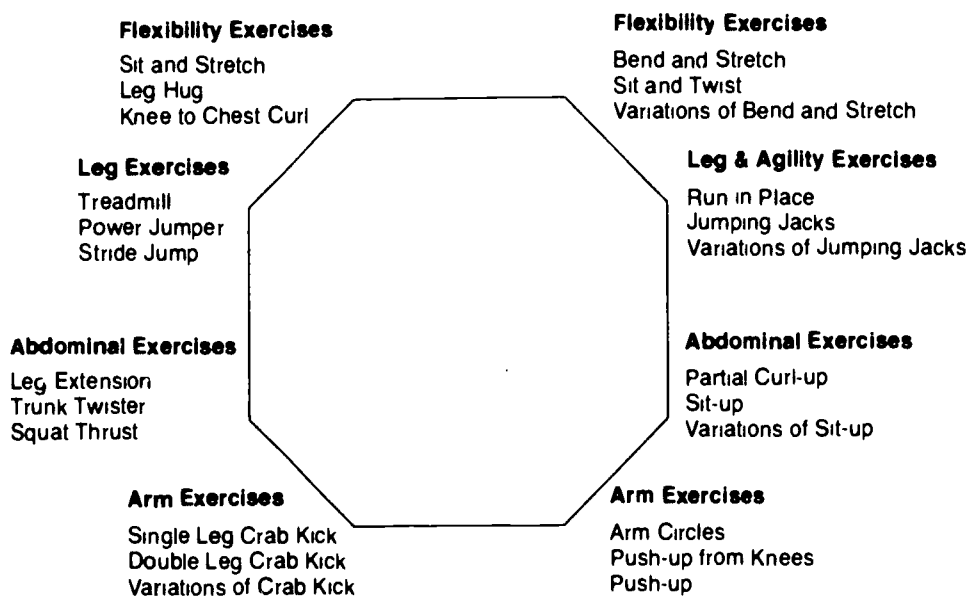 Flexibility Exercises
Sit and Stretch
Leg Hug
Knee to Chest Curl
Flexibility Exercises
Bend and Stretch
Sit and Twist
Variations of Bend and Stretch
Leg Exercises
Treadmill
Power Jumper
Stride Jump
Leg & Agility Exercises
Run in Place
Jumping Jacks
Variations of Jumping Jacks
Abdominal Exercises
Leg Extension
Trunk Twister
Squat Thrust
Abdominal Exercises
Partial Curl-up
Sit-up
Variations of Sit-up
Arm Exercises
Single Leg Crab Kick
Double Leg Crab Kick
Variations of Crab Kick
Arm Exercises
Arm Circles
Push-up from Knees
Push-up